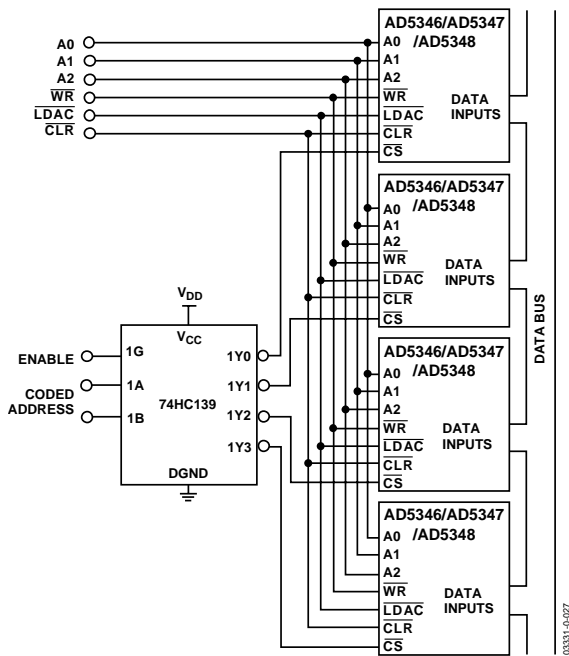 A0
A1
A2
WR
LDAC
CLR
AD5346/AD5347
/AD5348
A0
A1
A2
WR
LDAC
CLR
CS
DATA
INPUTS
AD5346/AD5347
/AD5348
A0
A1
A2
WR
LDAC
CLR
CS
DATA
INPUTS
VDD
VCC
ENABLE
CODED
ADDRESS
1G
1A
1B
74HC139
1Y0
1Y1
1Y2
1Y3
DGND
AD5346/AD5347
/AD5348
A0
A1
A2
WR
LDAC
CLR
CS
DATA
INPUTS
AD5346/AD5347
/AD5348
A0
A1
A2
WR
LDAC
CLR
CS
DATA
INPUTS
DATA BUS
03331-0-027